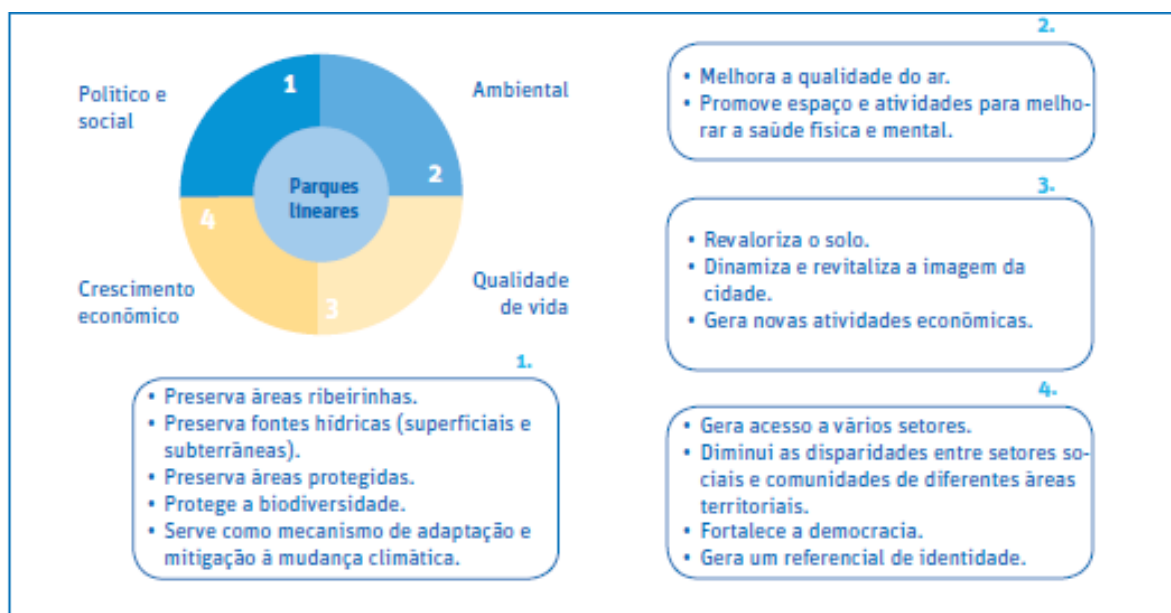 1
2
3
4
Parques
lineares
Político e
social
Ambiental
Qualidade
de vida
Crescimento
econômico
1.
• Preserva áreas ribeirinhas.
• Preserva fontes hídricas (superficiais e
subterrâneas).
• Preserva áreas protegidas.
• Protege a biodiversidade.
• Serve como mecanismo de adaptação e
mitigação à mudança climática.
2.
• Melhora a qualidade do ar.
• Promove espaço e atividades para melho-
rar a saúde física e mental.
3.
• Revaloriza o solo.
• Dinamiza e revitaliza a imagem da
cidade.
• Gera novas atividades econômicas.
4.
• Gera acesso a vários setores.
• Diminui as disparidades entre setores so-
ciais e comunidades de diferentes áreas
territoriais.
• Fortalece a democracia.
• Gera um referencial de identidade.